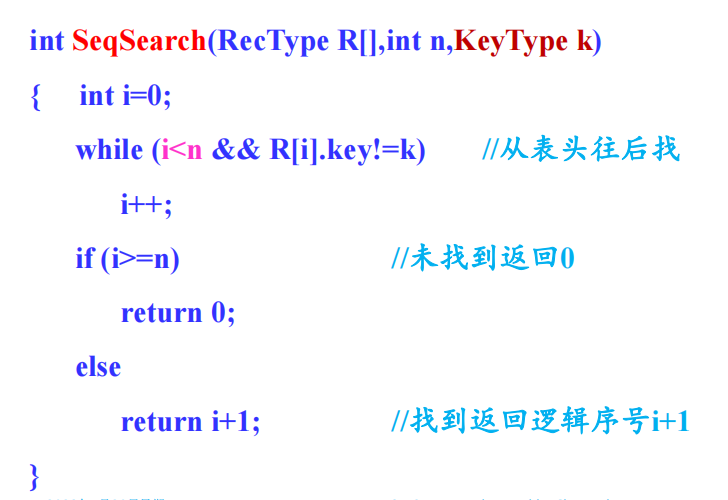 int SeqSearch(RecType R[],int n,KeyType k)
{ int i=0;
while (i<n && R[i].key!=k) //从表头往后找
i++;
if (i>=n) //未找到返回0
return 0;
else
return i+1; //找到返回逻辑序号i+1
}